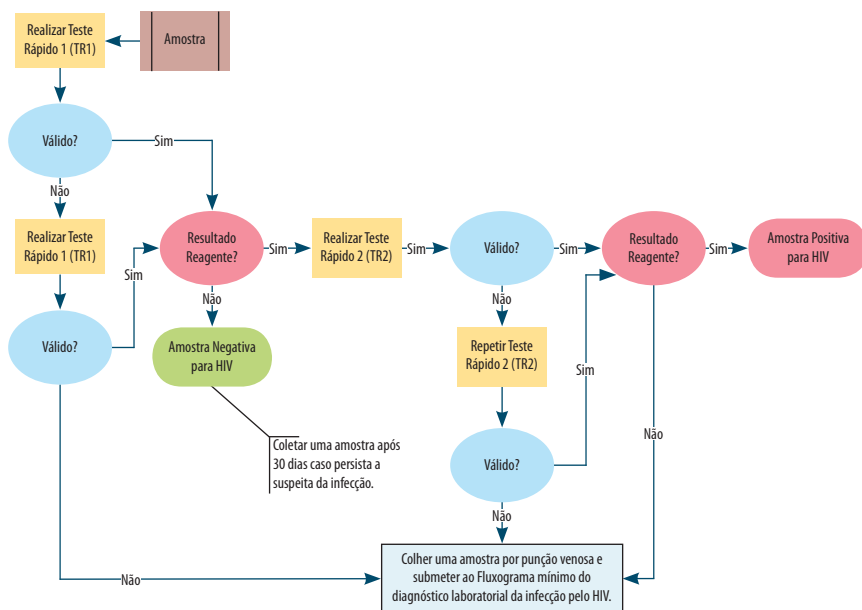 Realizar Teste
Rápido 1 (TR1)
Amostra
Válido?
Sim
Não
Realizar Teste
Rápido 1 (TR1)
Sim
Resultado
Reagente?
Sim
Realizar Teste
Rápido 2 (TR2)
Sim
Válido?
Sim
Resultado
Reagente?
Sim
Amostra Positiva
para HIV
Válido?
Não
Amostra Negativa
para HIV
Não
Repetir Teste
Rápido 2 (TR2)
Sim
Coletar uma amostra após
30 dias caso persista a
suspeita da infecção.
Válido?
Não
Não
Não
Colher uma amostra por punção venosa e
submeter ao Fluxograma mínimo do
diagnóstico laboratorial da infecção pelo HIV.